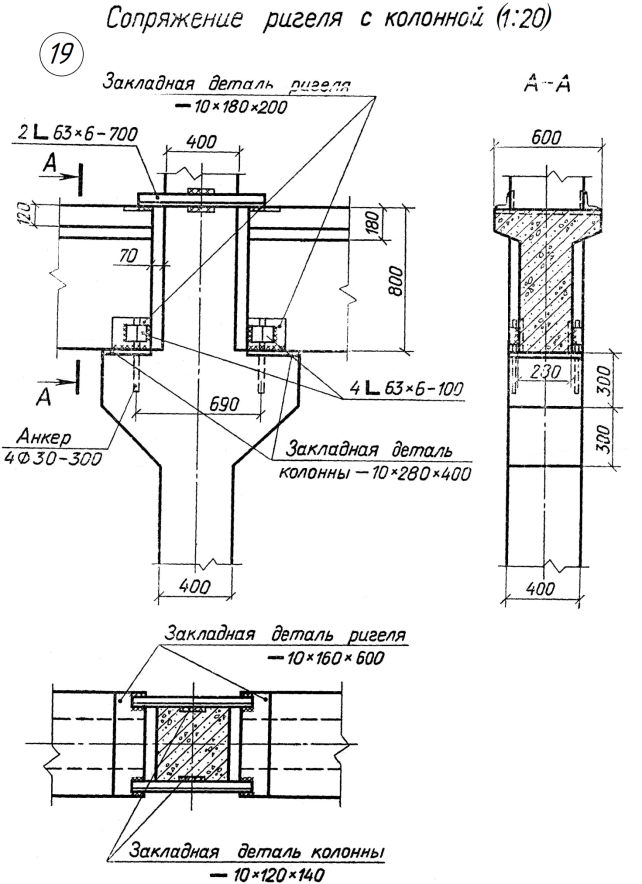 Сопряжение ригеля с колонной (1:20)
19
Закладная деталь ригеля
— 10×180×200
А–А
2 L 63×6–700
400
600
А
120
180
70
800
4 L 63×6–100
А
690
280
300
Анкер
4Ф30–300
Закладная деталь
колонны — 10×280×400
300
400
400
Закладная деталь ригеля
— 10×160×600
Закладная деталь колонны
— 10×120×140